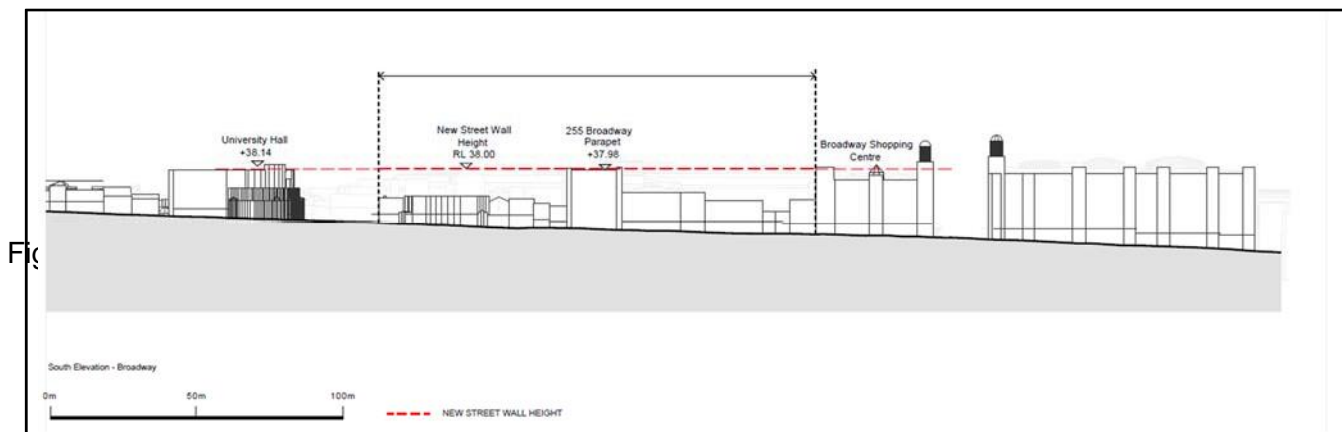 University Hall
+38.14
New Street Wall
Height
RL 38.00
255 Broadway
Parapet
+37.98
Broadway Shopping
Centre
Fig
South Elevation - Broadway
0m 50m 100m
NEW STREET WALL HEIGHT